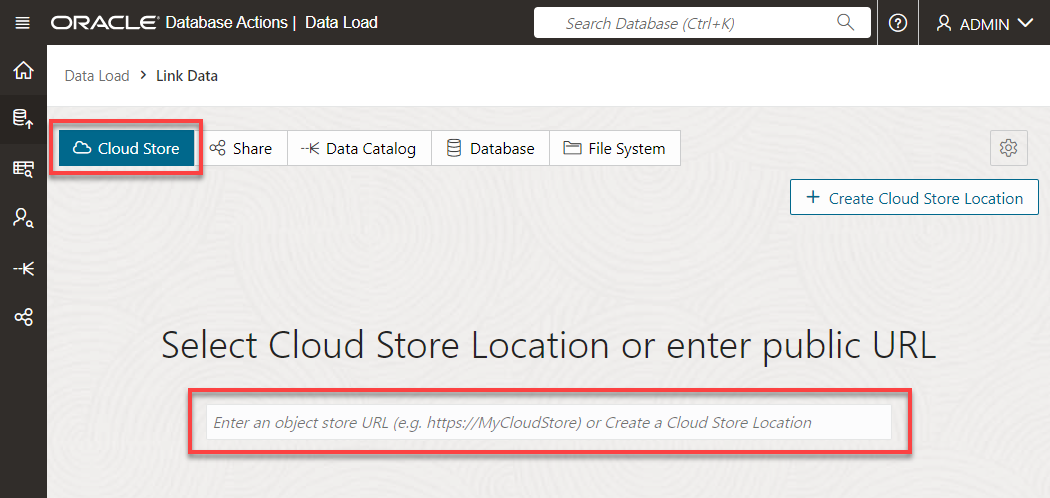 ORACLE Database Actions | Data Load
Search Database (Ctrl+K)
ADMIN
Data Load > Link Data
Cloud Store
Share
Data Catalog
Database
File System
+ Create Cloud Store Location
Select Cloud Store Location or enter public URL
Enter an object store URL (e.g. https://MyCloudStore) or Create a Cloud Store Location